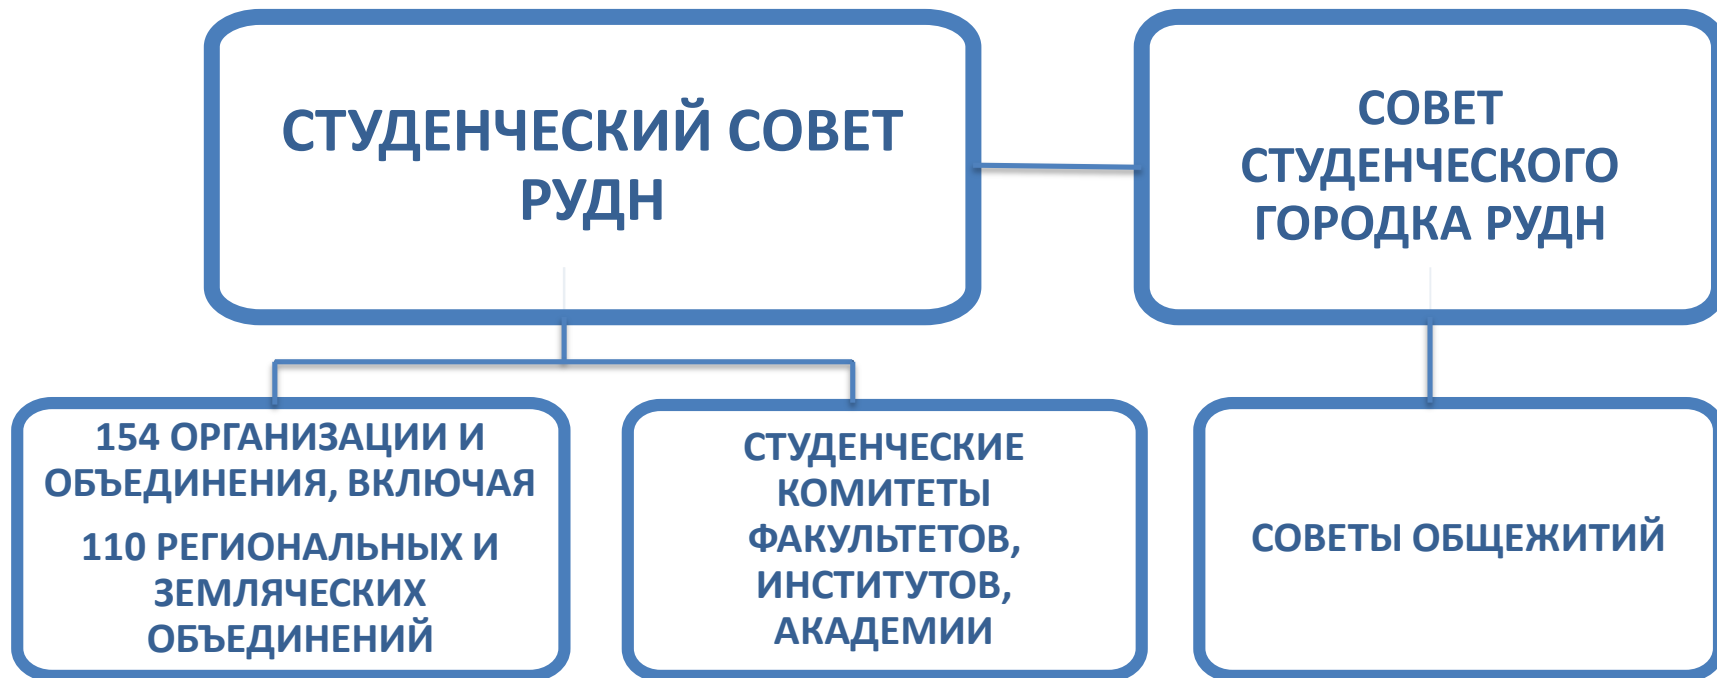 СТУДЕНЧЕСКИЙ СОВЕТ
РУДН
СОВЕТ
СТУДЕНЧЕСКОГО
ГОРОДКА РУДН
154 ОРГАНИЗАЦИИ И
ОБЪЕДИНЕНИЯ, ВКЛЮЧАЯ
110 РЕГИОНАЛЬНЫХ И
ЗЕМЛЯЧЕСКИХ
ОБЪЕДИНЕНИЙ
СТУДЕНЧЕСКИЕ
КОМИТЕТЫ
ФАКУЛЬТЕТОВ,
ИНСТИТУТОВ,
АКАДЕМИИ
СОВЕТЫ ОБЩЕЖИТИЙ